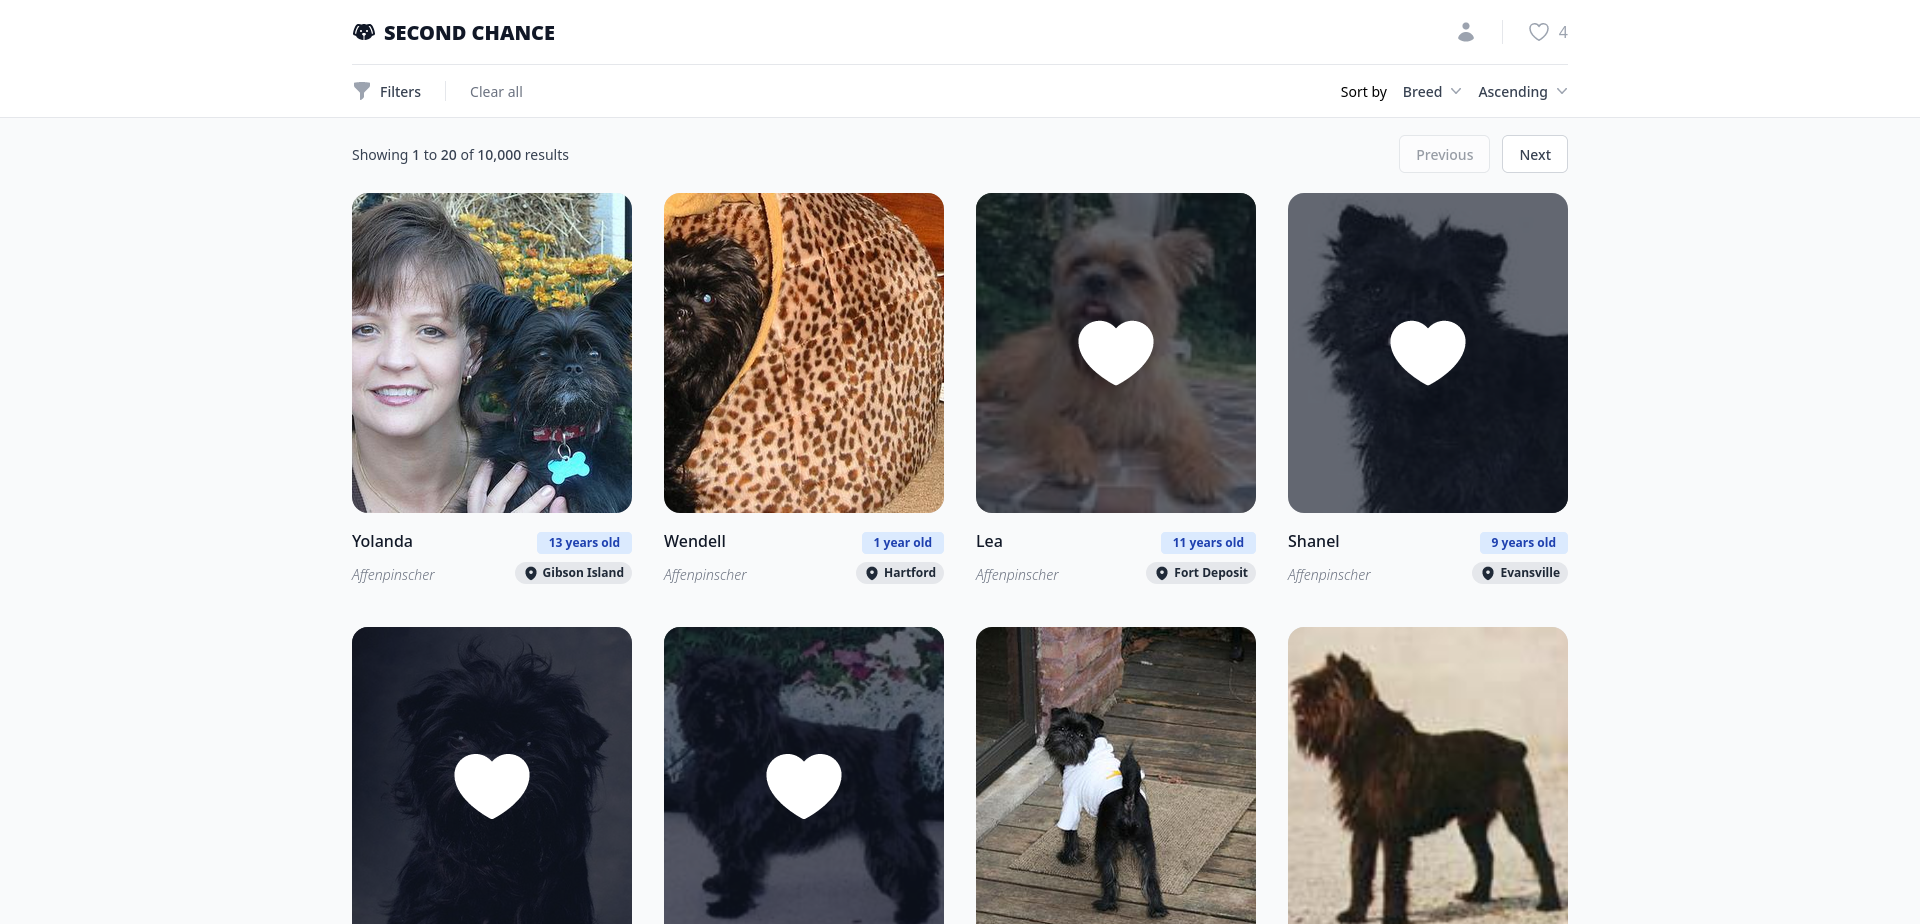 SECOND CHANCE
4
Filters
Clear all
Sort by Breed Ascending
Showing 1 to 20 of 10,000 results
Previous
Next
Yolanda
13 years old
Affenpinscher
Gibson Island
Wendell
1 year old
Affenpinscher
Hartford
Lea
11 years old
Affenpinscher
Fort Deposit
Shanel
9 years old
Affenpinscher
Evansville